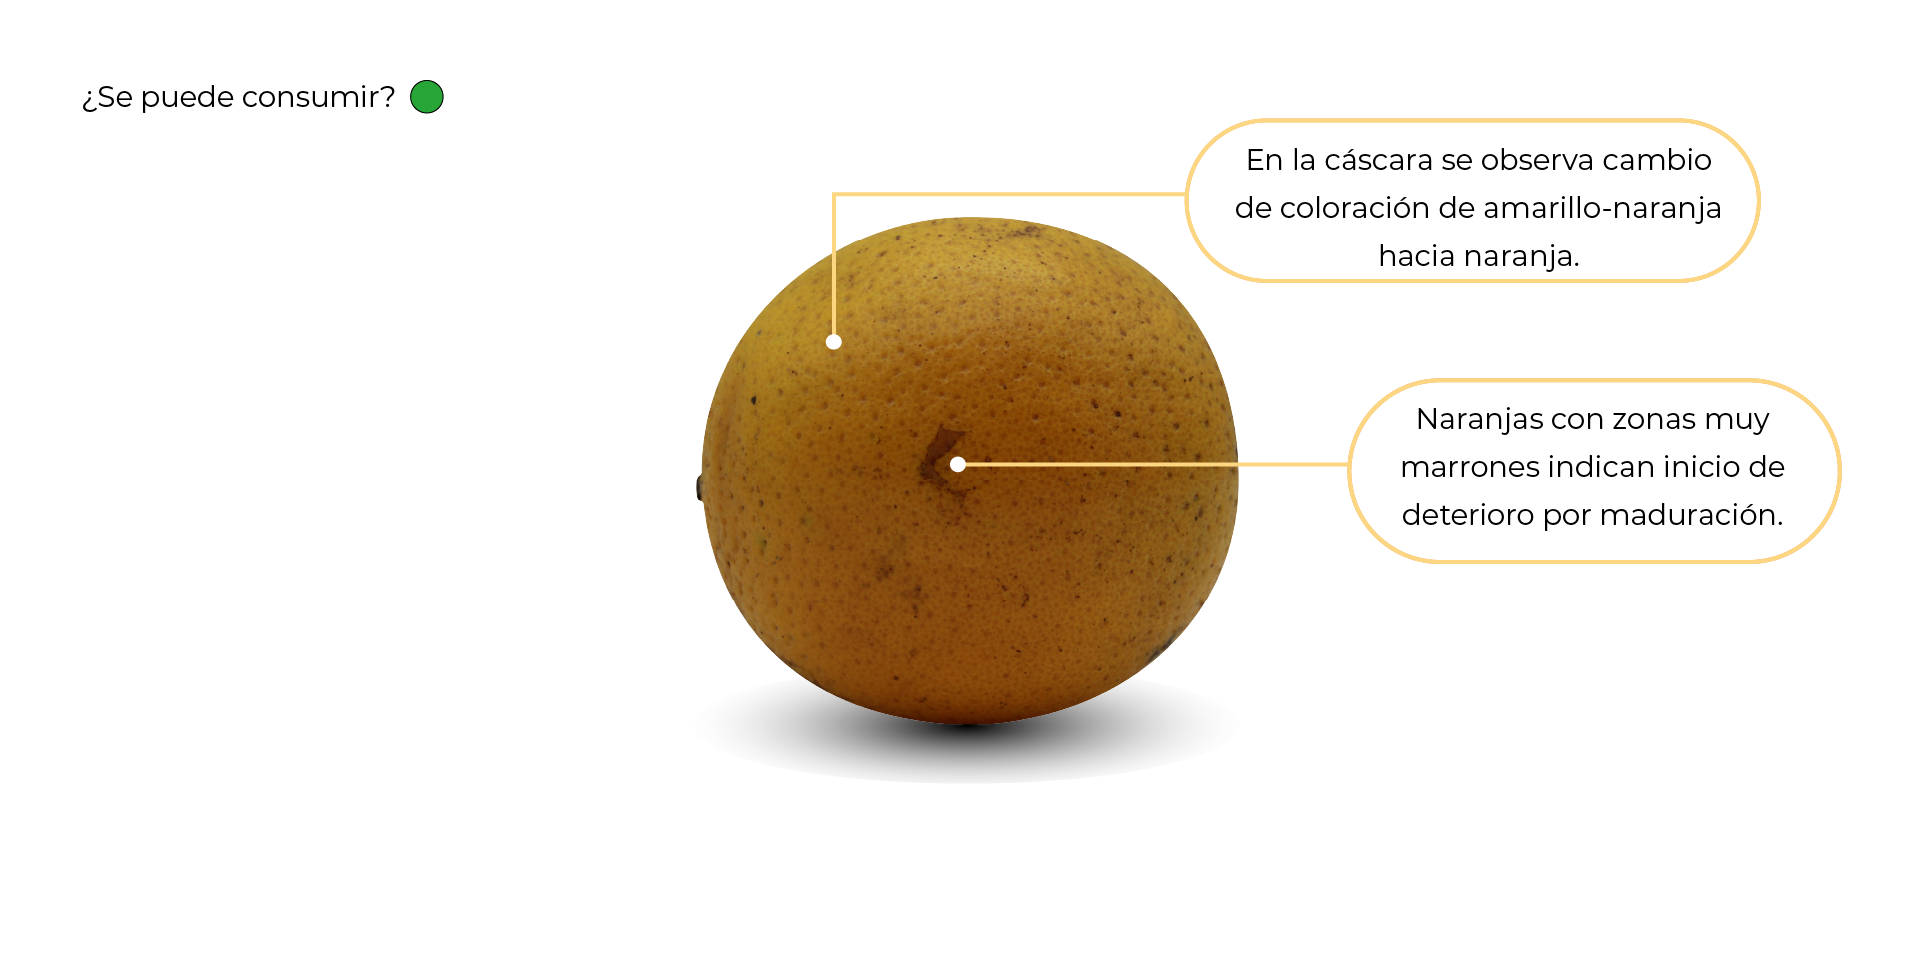 ¿Se puede consumir?
En la cáscara se observa cambio
de coloración de amarillo-naranja
hacia naranja.
Naranjas con zonas muy
marrones indican inicio de
deterioro por maduración.